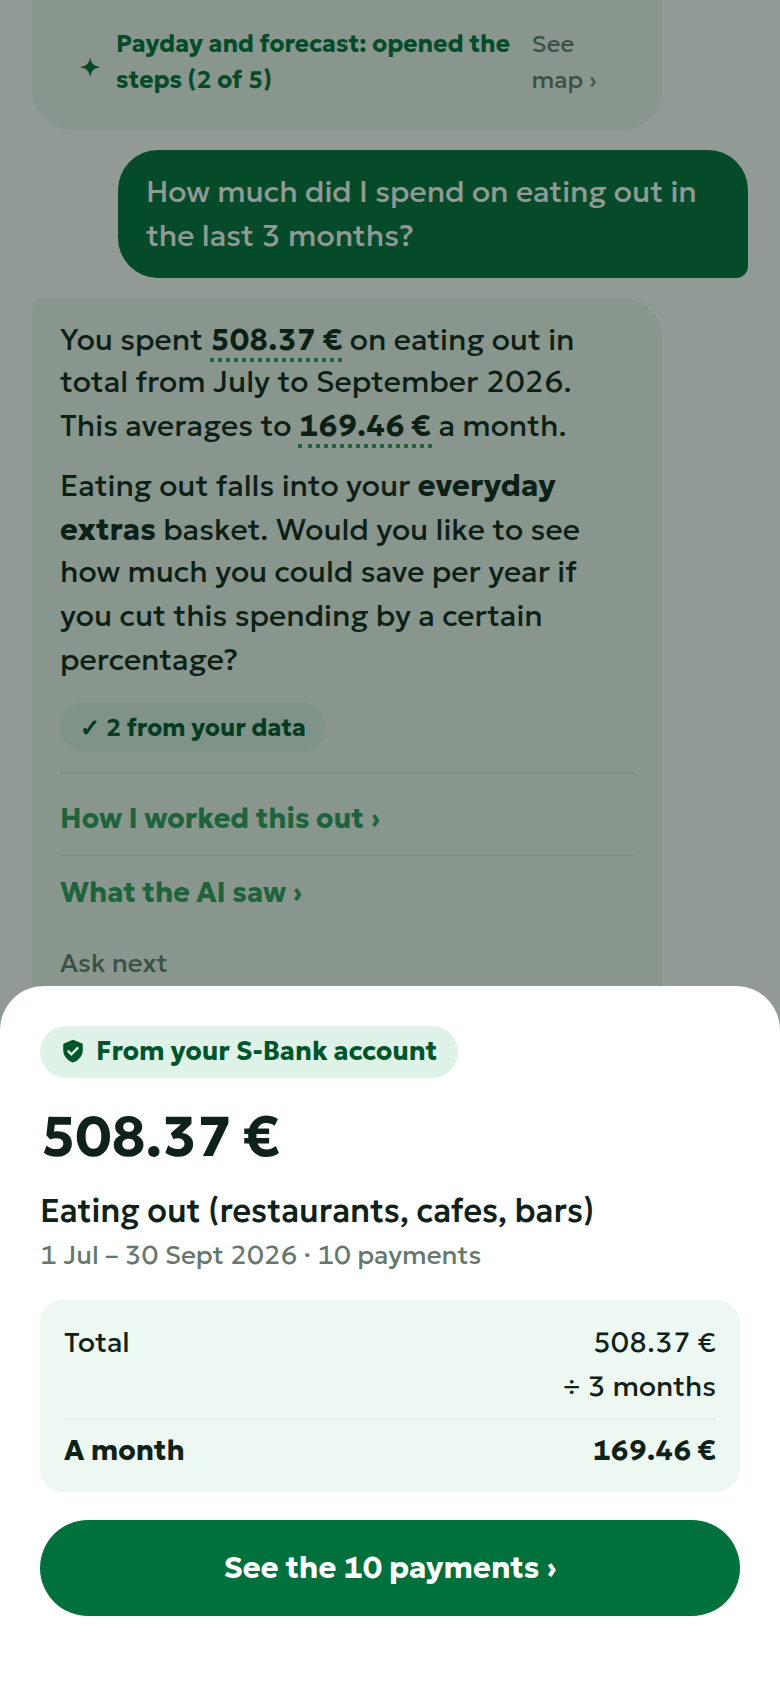 Payday and forecast: opened the steps (2 of 5)
See map ›
How much did I spend on eating out in
the last 3 months?
You spent 508.37 € on eating out in
total from July to September 2026.
This averages to 169.46 € a month.
Eating out falls into your everyday
extras basket. Would you like to see
how much you could save per year if
you cut this spending by a certain
percentage?
✓ 2 from your data
How I worked this out ›
What the AI saw ›
Ask next
From your S-Bank account
508.37 €
Eating out (restaurants, cafes, bars)
1 Jul – 30 Sept 2026 · 10 payments
Total 508.37 €
÷ 3 months
A month 169.46 €
See the 10 payments ›